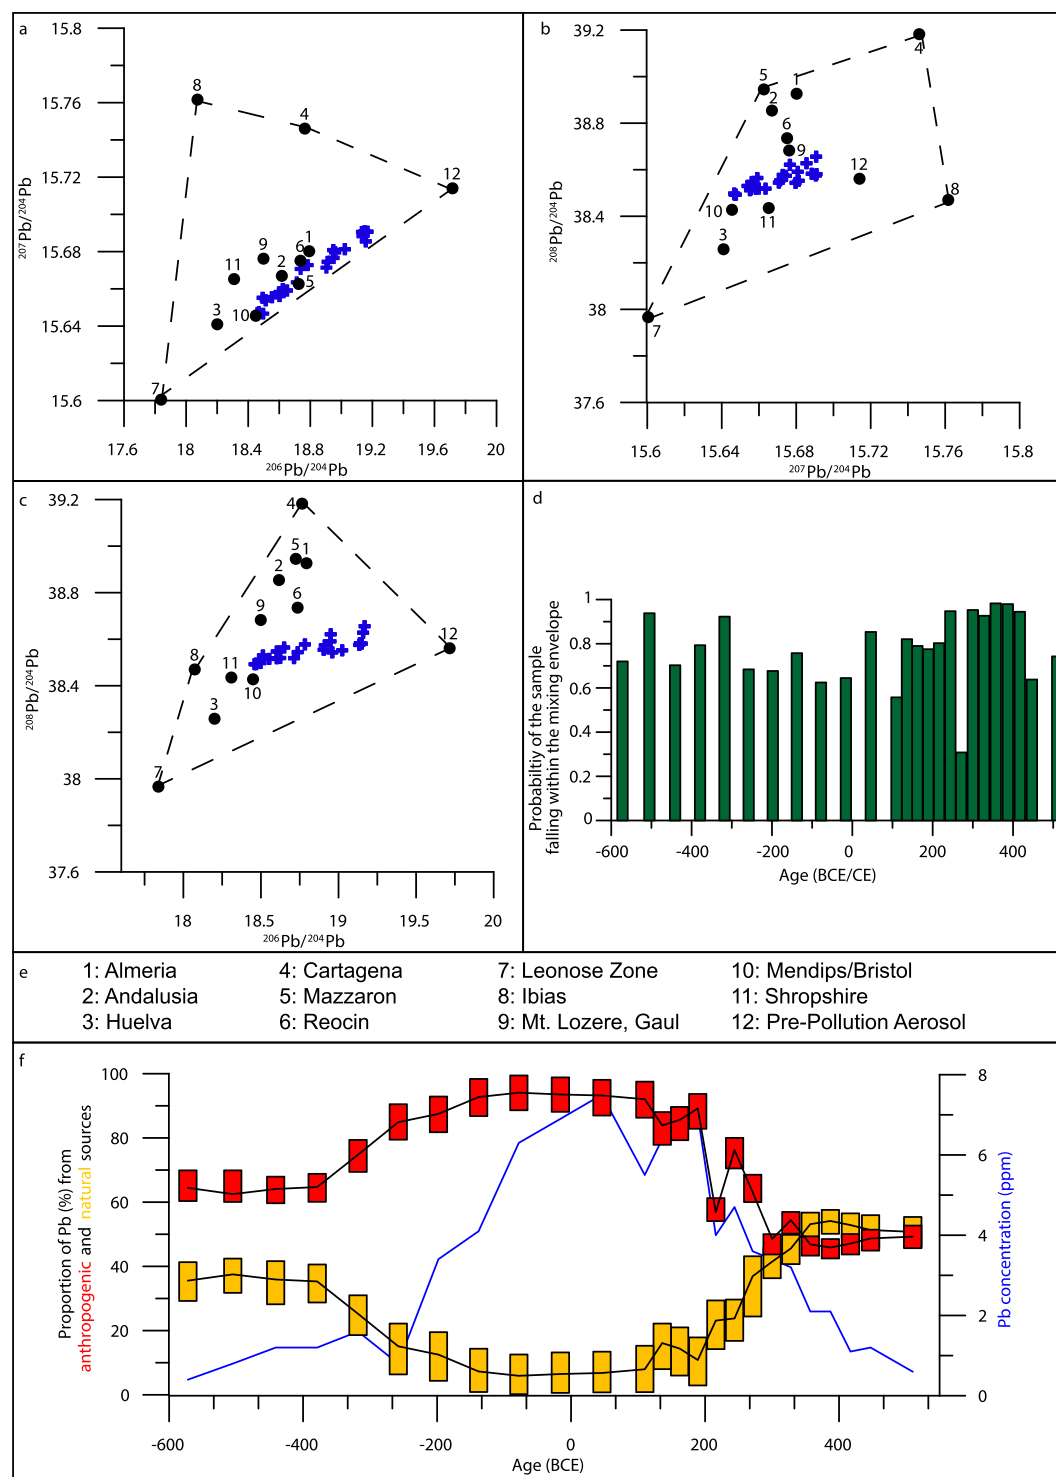 a
15.8
15.76
15.72
15.68
15.64
15.6
207Pb/204Pb
8
4
12
1
6
9
2
5
11
10
3
7
17.6 18 18.4 18.8 19.2 19.6 20
206Pb/204Pb
b
39.2
38.8
38.4
38
37.6
208Pb/204Pb
4
5
1
2
6
9
12
8
10
11
3
7
15.6 15.64 15.68 15.72 15.76 15.8
207Pb/204Pb
c
39.2
38.8
38.4
38
37.6
208Pb/204Pb
4
5
1
2
6
9
12
8
11
10
3
7
18 18.5 19 19.5 20
206Pb/204Pb
d
1
0.8
0.6
0.4
0.2
0
Probabiltiy of the sample
falling within the mixing envelope
-600 -400 -200 0 200 400
Age (BCE/CE)
e
1: Almeria 4: Cartagena 7: Leonose Zone 10: Mendips/Bristol
2: Andalusia 5: Mazzaron 8: Ibias 11: Shropshire
3: Huelva 6: Reocin 9: Mt. Lozere, Gaul 12: Pre-Pollution Aerosol
f
100
80
60
40
20
0
Proportion of Pb (%) from
anthropogenic and natural sources
8
6
4
2
0
Pb concentration (ppm)
-600 -400 -200 0 200 400
Age (BCE)